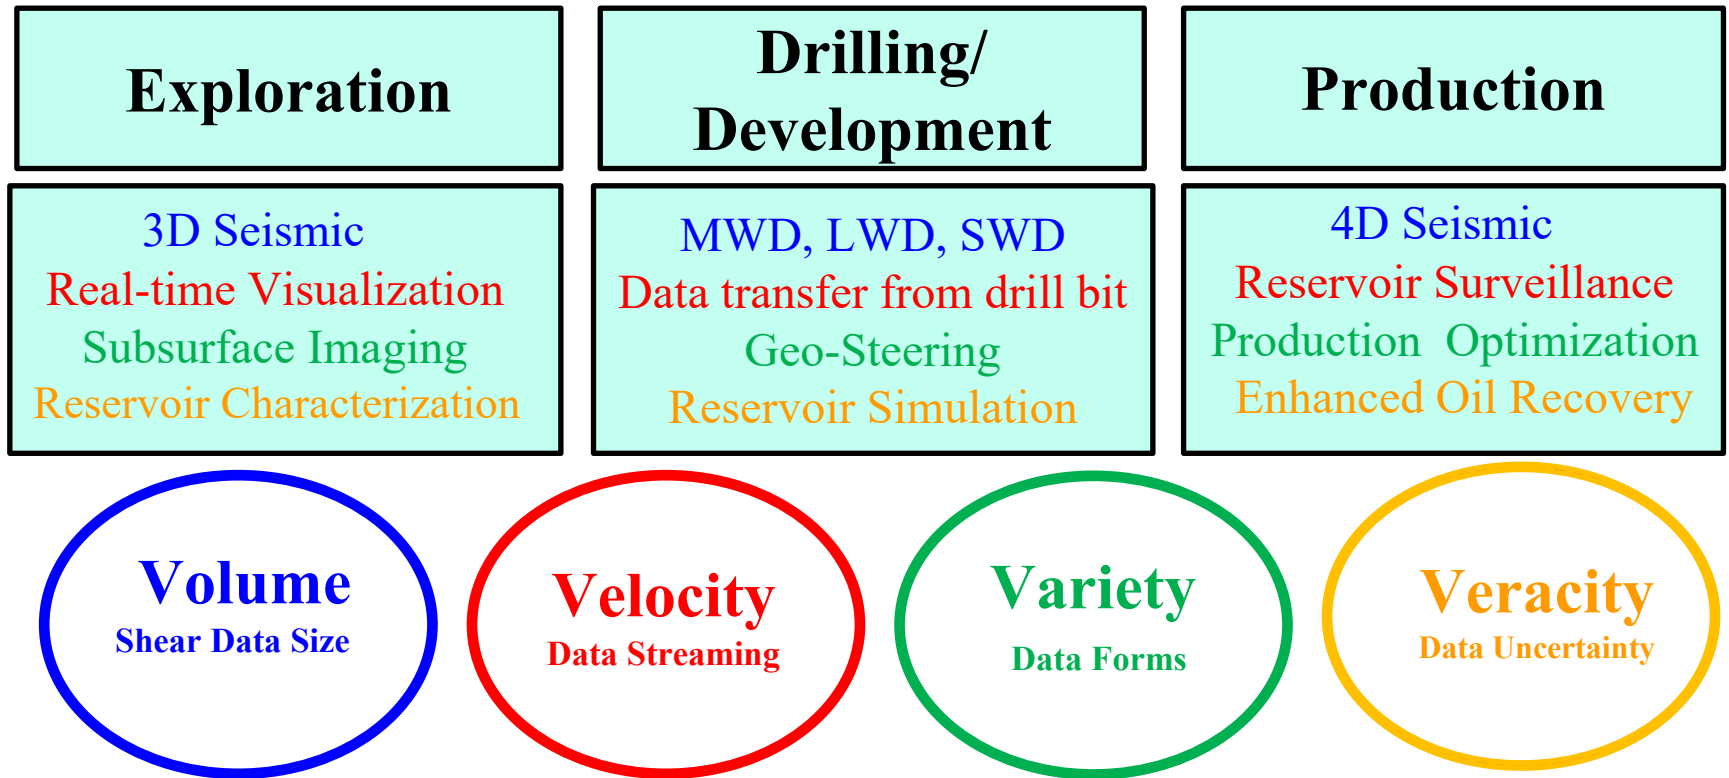 Exploration
Drilling/
Development
Production
3D Seismic
Real-time Visualization
Subsurface Imaging
Reservoir Characterization
MWD, LWD, SWD
Data transfer from drill bit
Geo-Steering
Reservoir Simulation
4D Seismic
Reservoir Surveillance
Production Optimization
Enhanced Oil Recovery
Volume
Shear Data Size
Velocity
Data Streaming
Variety
Data Forms
Veracity
Data Uncertainty